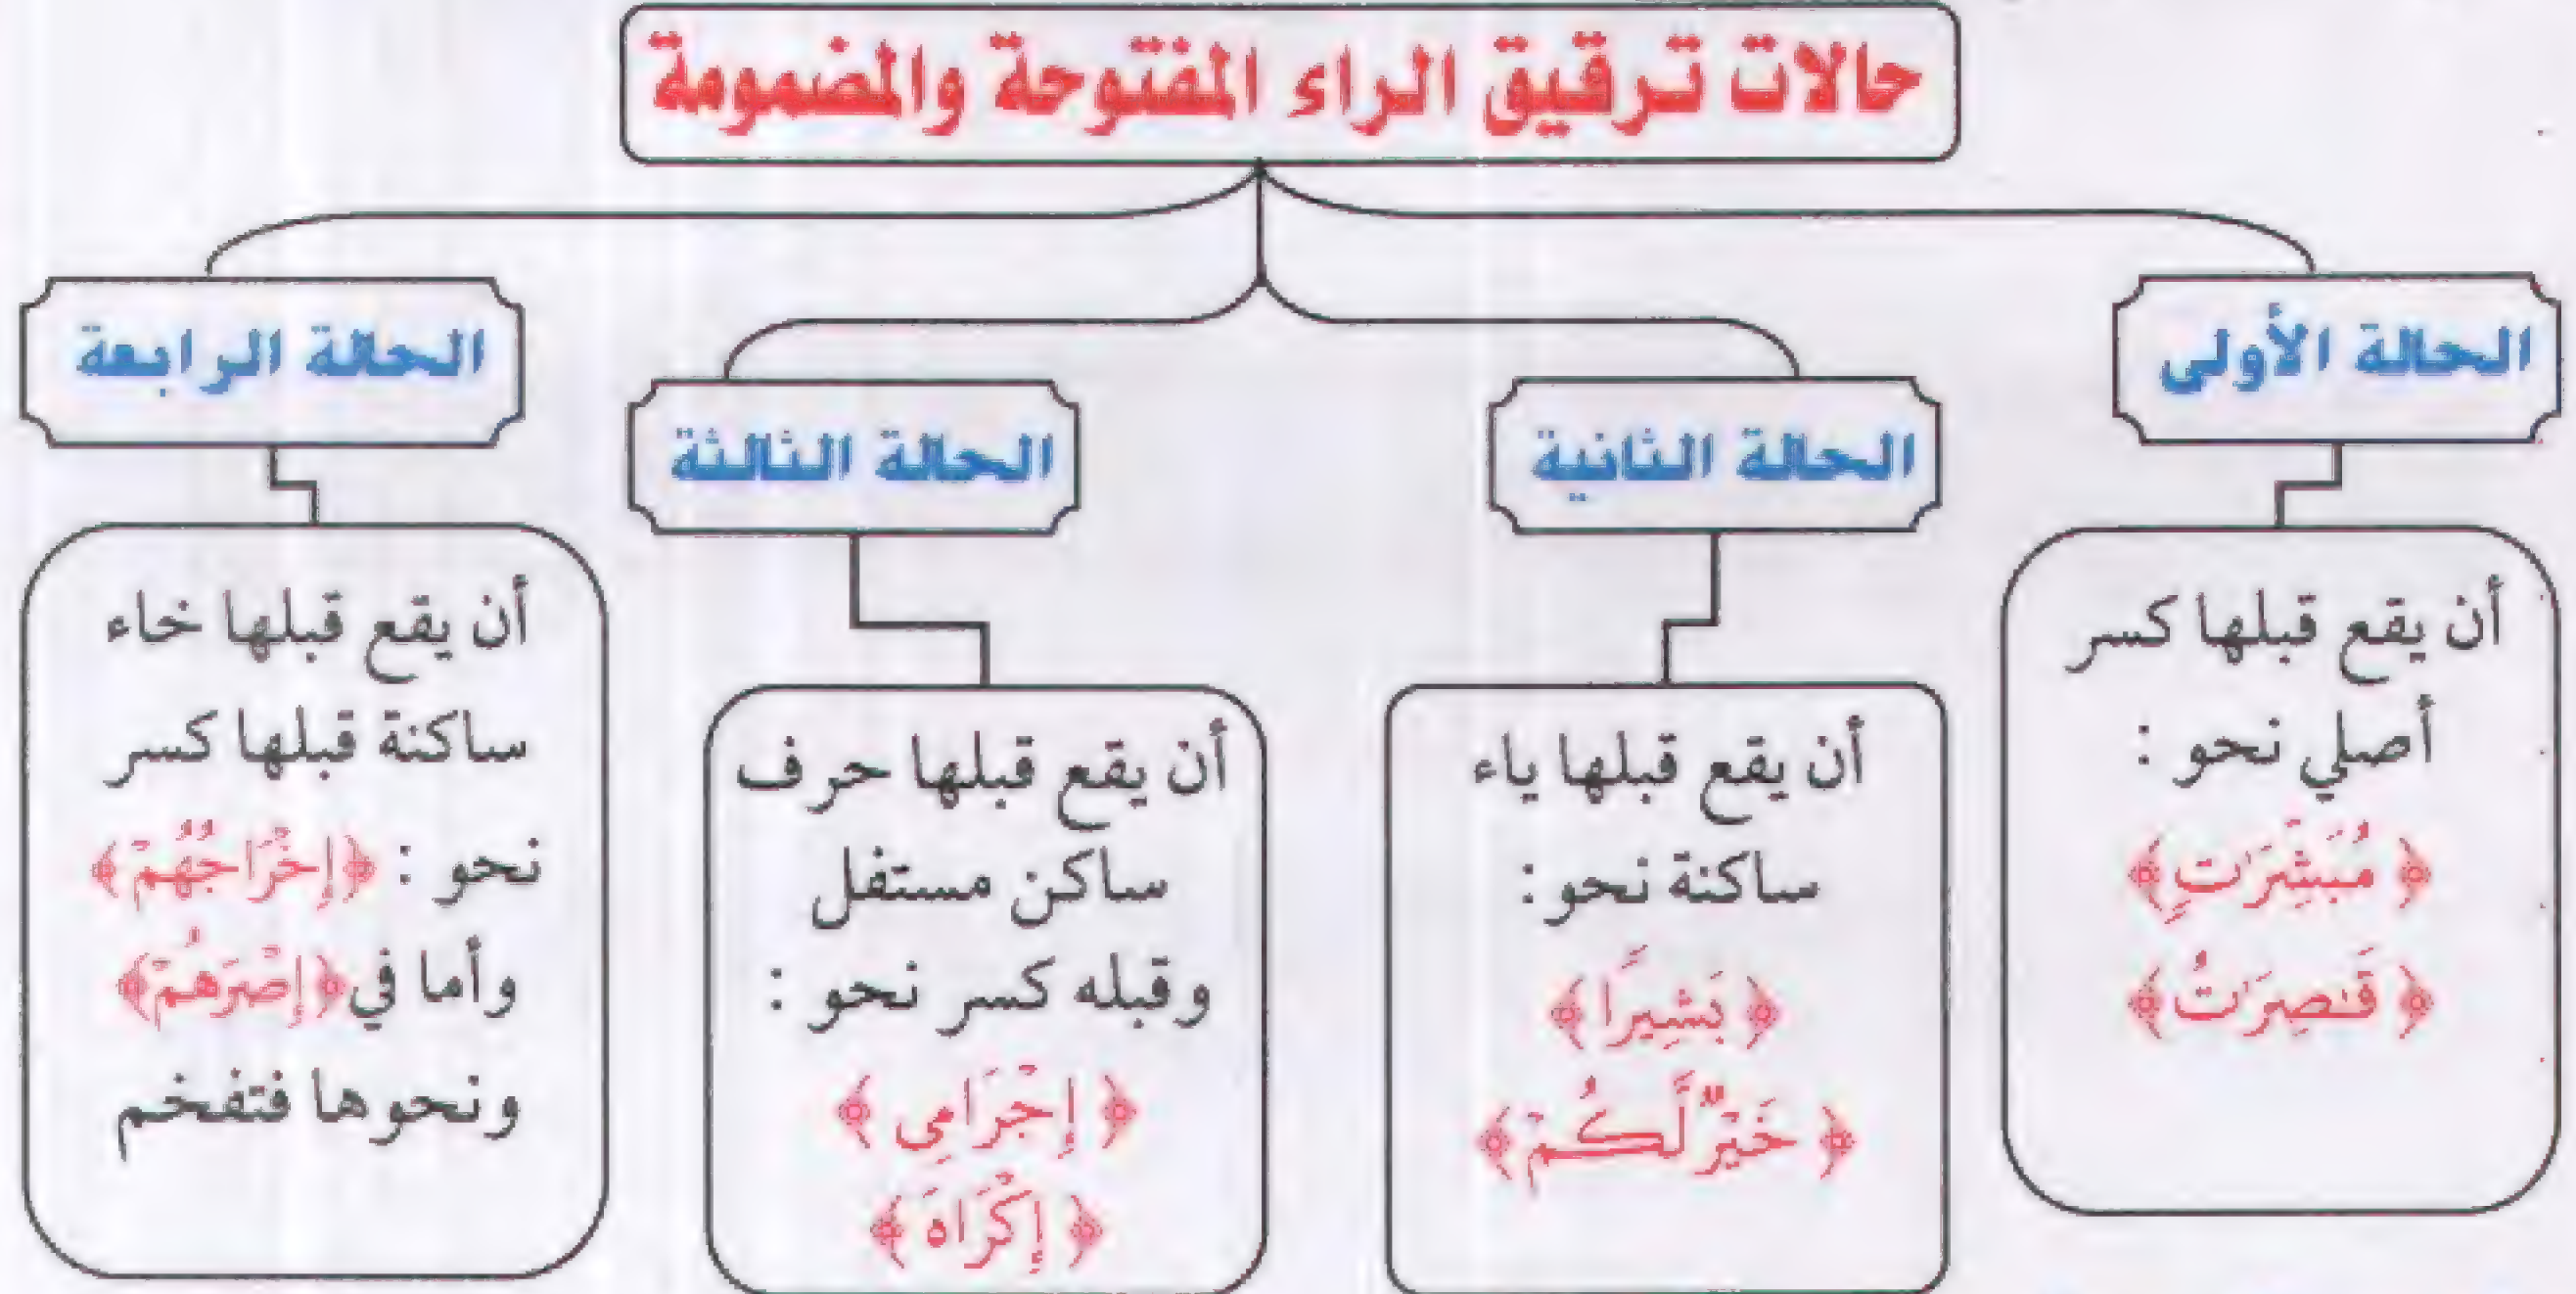 حالات ترقيق الراء المفتوحة والمضمومة
الحالة الأولى
أن يقع قبلها كسر
أصلي نحو :
﴿ مُبَشِّرَٰتٍ ﴾
﴿ قَٰصِرَٰتُ ﴾
الحالة الثانية
أن يقع قبلها ياء
ساكنة نحو :
﴿ بَشِيرًا ﴾
﴿ خَيْرٌ لَّكُمْ ﴾
الحالة الثالثة
أن يقع قبلها حرف
ساكن مستفل
وقبله كسر نحو :
﴿ إِجْرَامِى ﴾
﴿ إِكْرَاهَ ﴾
الحالة الرابعة
أن يقع قبلها خاء
ساكنة قبلها كسر
نحو : ﴿ إِخْرَاجُهُمْ ﴾
وأما في ﴿ إِصْرَهُمْ ﴾
ونحوها فتفخم